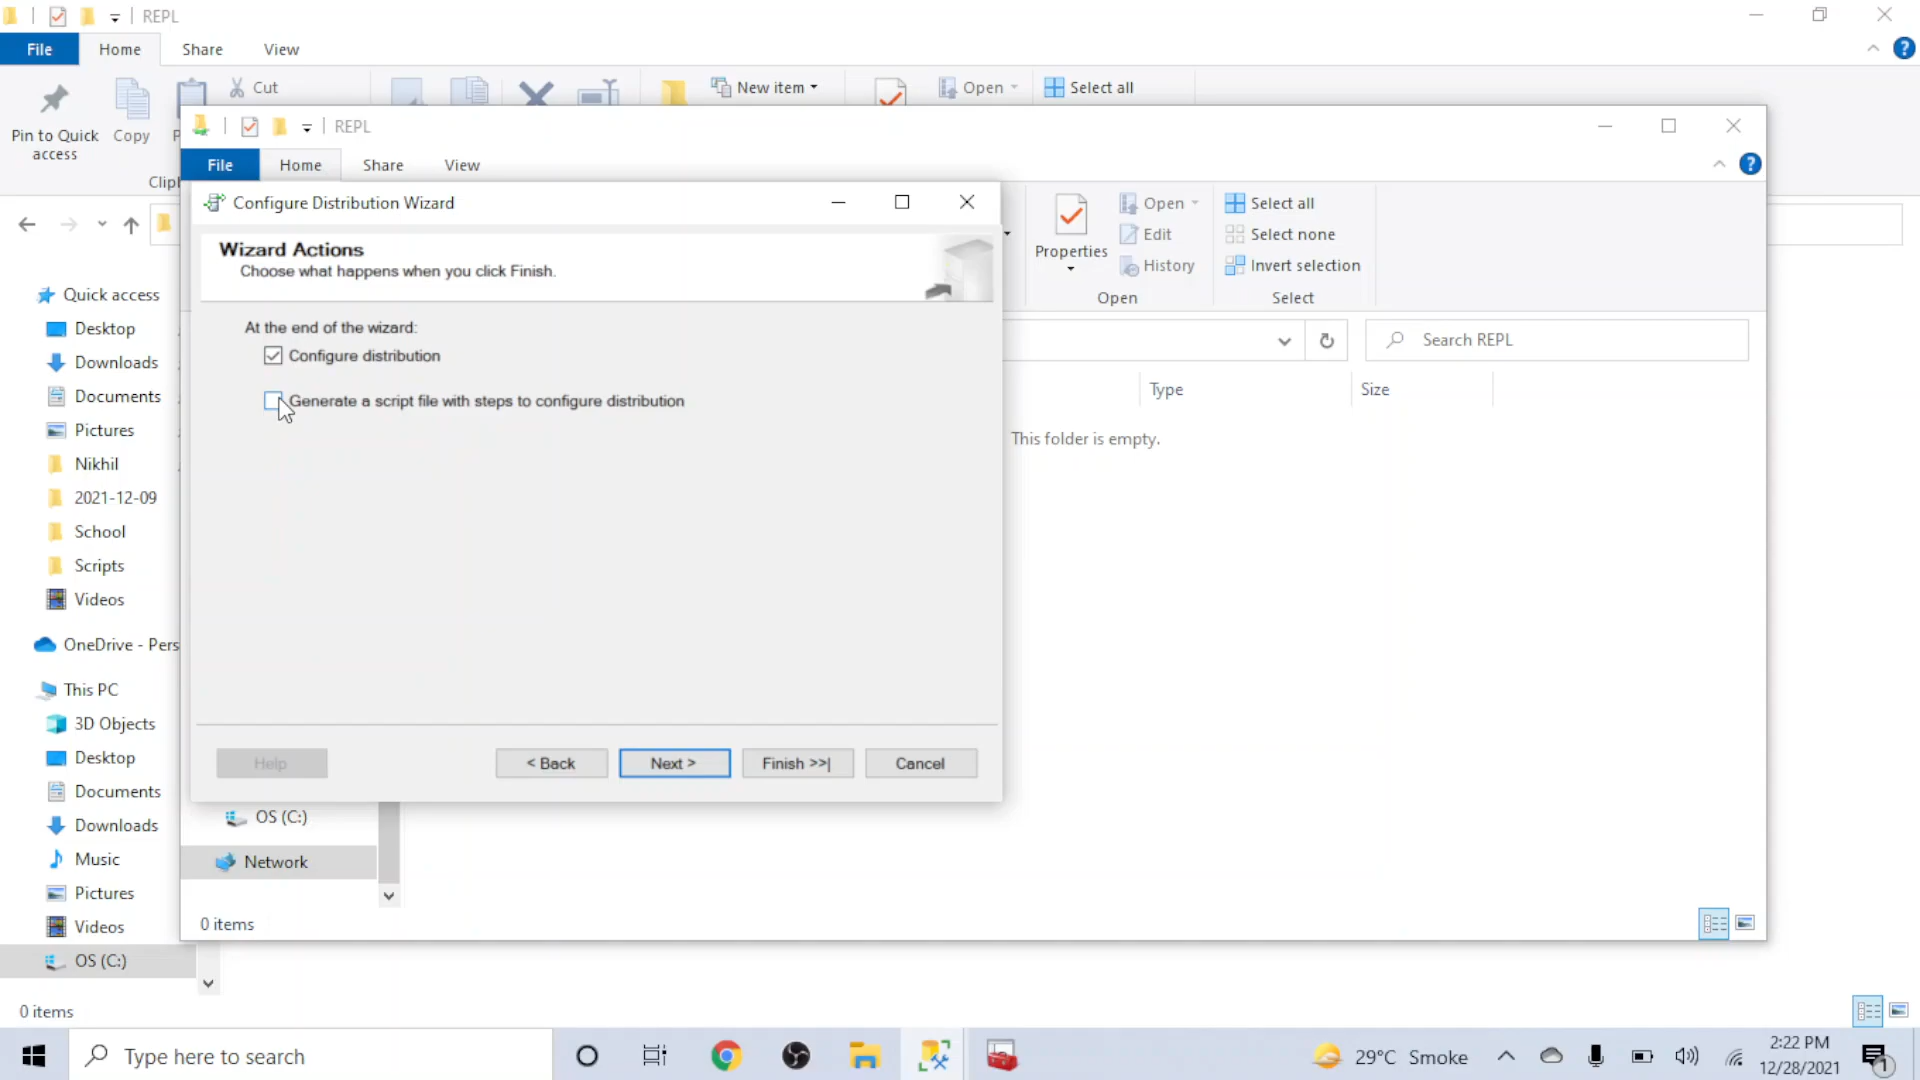 REPL
File
Home
Share
View
Pin to Quick
access
Copy
Cut
New item
Open
Select all
REPL
File
Home
Share
View
Properties
Open
Edit
History
Open
Select all
Select none
Invert selection
Select
Configure Distribution Wizard
Wizard Actions
Choose what happens when you click Finish.
At the end of the wizard:
Configure distribution
Generate a script file with steps to configure distribution
Help
< Back
Next >
Finish >>|
Cancel
Search REPL
Type
Size
This folder is empty.
Quick access
Desktop
Downloads
Documents
Pictures
Nikhil
2021-12-09
School
Scripts
Videos
OneDrive - Pers
This PC
3D Objects
Desktop
Documents
Downloads
Music
Pictures
Videos
OS (C:)
0 items
OS (C:)
Network
0 items
Type here to search
29°C Smoke
2:22 PM
12/28/2021
1